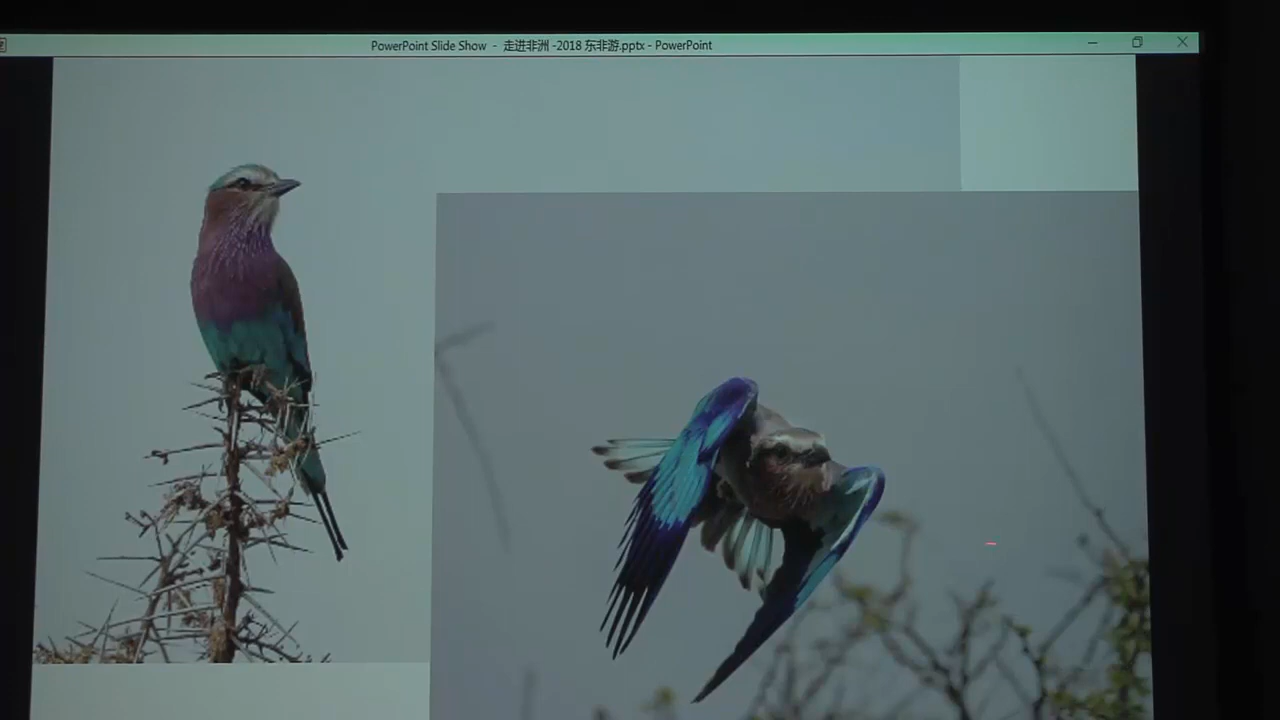 PowerPoint Slide Show - 走进非洲 -2018 东非游.pptx - PowerPoint